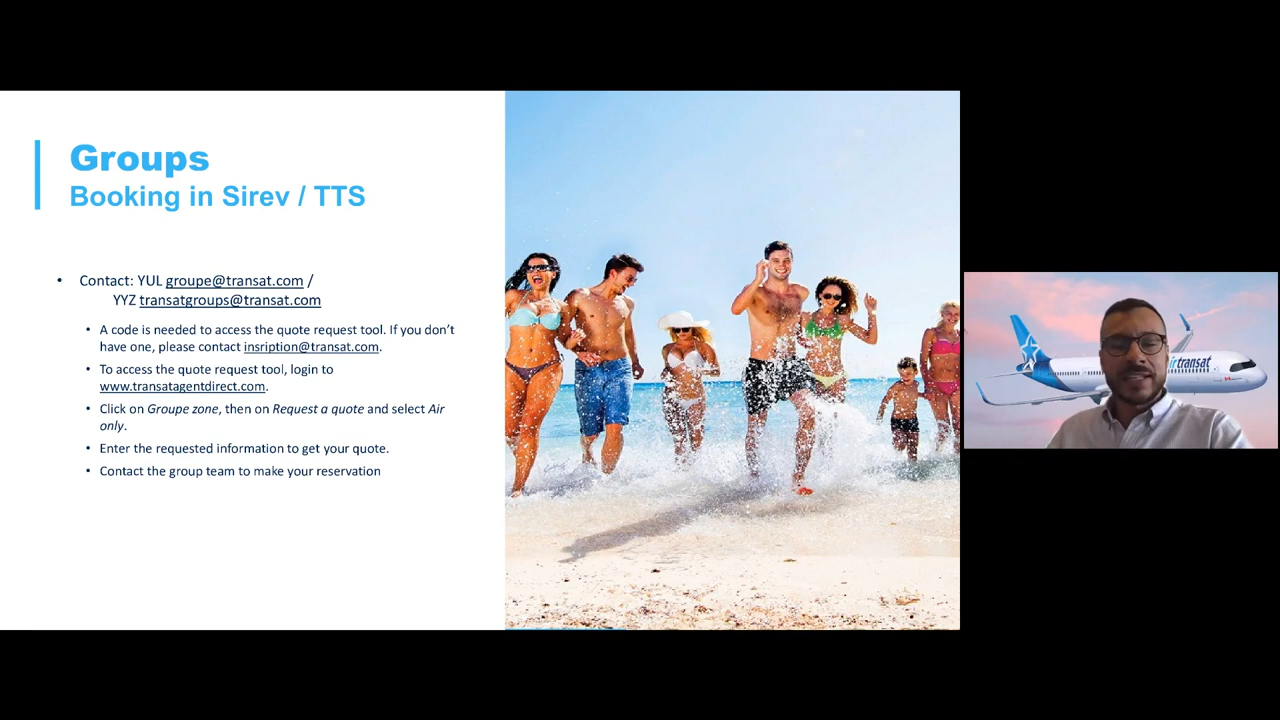 Groups
Booking in Sirev / TTS
• Contact: YUL groupe@transat.com /
YYZ transatgroups@transat.com
• A code is needed to access the quote request tool. If you don't
have one, please contact insription@transat.com.
• To access the quote request tool, login to
www.transatagentdirect.com.
• Click on Groupe zone, then on Request a quote and select Air
only.
• Enter the requested information to get your quote.
• Contact the group team to make your reservation
air transat